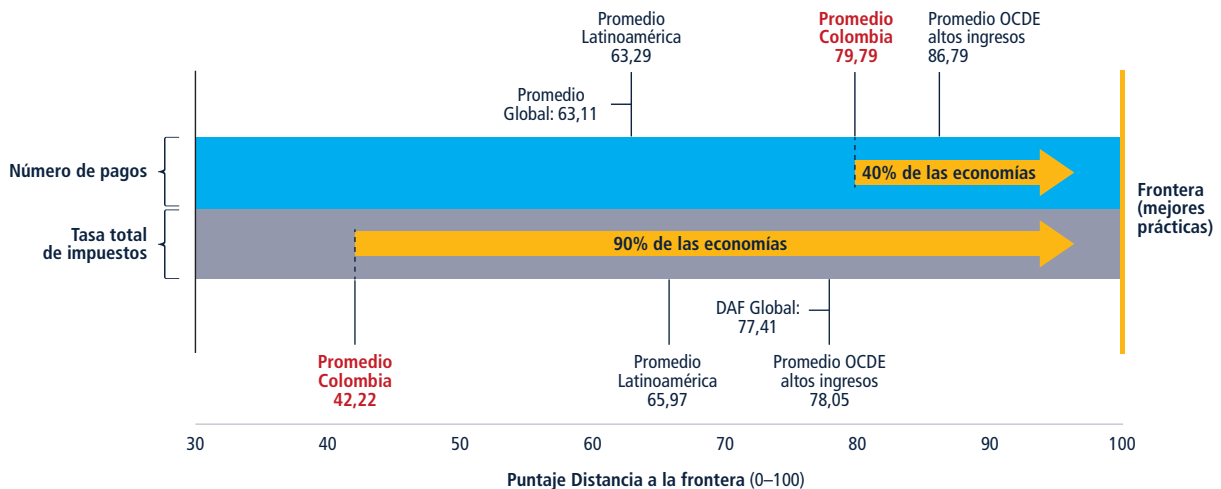 Promedio
Latinoamérica
63,29
Promedio
Colombia
79,79
Promedio OCDE
altos ingresos
86,79
Promedio
Global: 63,11
Número de pagos
40% de las economías
Frontera
(mejores
prácticas)
Tasa total
de impuestos
90% de las economías
DAF Global:
77,41
Promedio
Colombia
42,22
Promedio
Latinoamérica
65,97
Promedio OCDE
altos ingresos
78,05
30 40 50 60 70 80 90 100
Puntaje Distancia a la frontera (0–100)